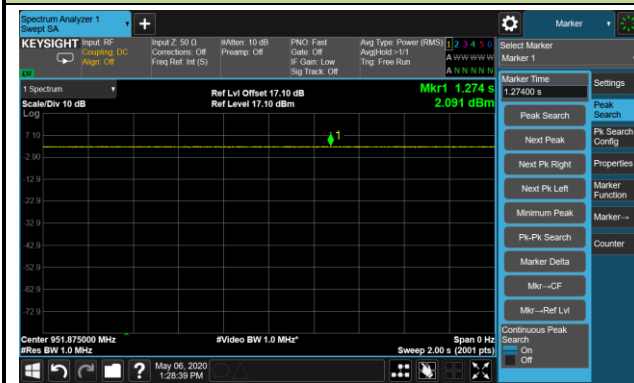 Spectrum Analyzer 1
Swept SA
+
Marker
KEYSIGHT
Input: RF
Coupling: DC
Align: Off
Input Z: 50 Ω
Corrections: Off
Freq Ref: Int (S)
#Atten: 10 dB
Preamp: Off
PNO: Fast
Gate: Off
IF Gain: Low
Sig Track: Off
Avg Type: Power (RMS)
Avg|Hold:>1/1
Trig: Free Run
1 2 3 4 5 6
A W W W W W
A N N N N N
Select Marker
Marker 1
LXI
1 Spectrum
Scale/Div 10 dB
Log
Ref Lvl Offset 17.10 dB
Ref Level 17.10 dBm
Mkr1 1.274 s
2.091 dBm
1
7.10
-2.90
-12.9
-22.9
-32.9
-42.9
-52.9
-62.9
-72.9
Center 951.875000 MHz
#Res BW 1.0 MHz
#Video BW 1.0 MHz*
Span 0 Hz
Sweep 2.00 s (2001 pts)
Marker Time
1.27400 s
Peak Search
Next Peak
Next Pk Right
Next Pk Left
Minimum Peak
Pk-Pk Search
Marker Delta
Mkr→CF
Mkr→Ref Lvl
Continuous Peak
Search
On
Off
Settings
Peak
Search
Pk Search
Config
Properties
Marker
Function
Marker→
Counter
?
May 06, 2020
1:28:39 PM